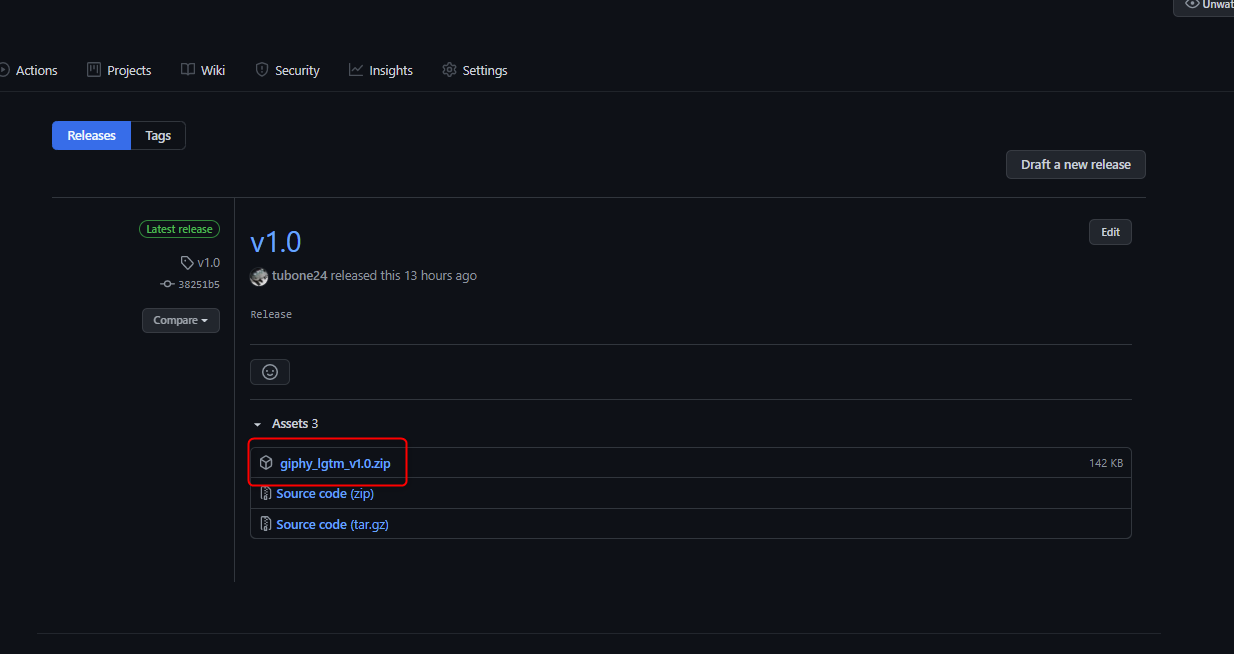 Unwat
Actions Projects Wiki Security Insights Settings
Releases Tags
Draft a new release
Latest release
v1.0
38251b5
Compare
v1.0
Edit
tubone24 released this 13 hours ago
Release
Assets 3
giphy_lgtm_v1.0.zip 142 KB
Source code (zip)
Source code (tar.gz)